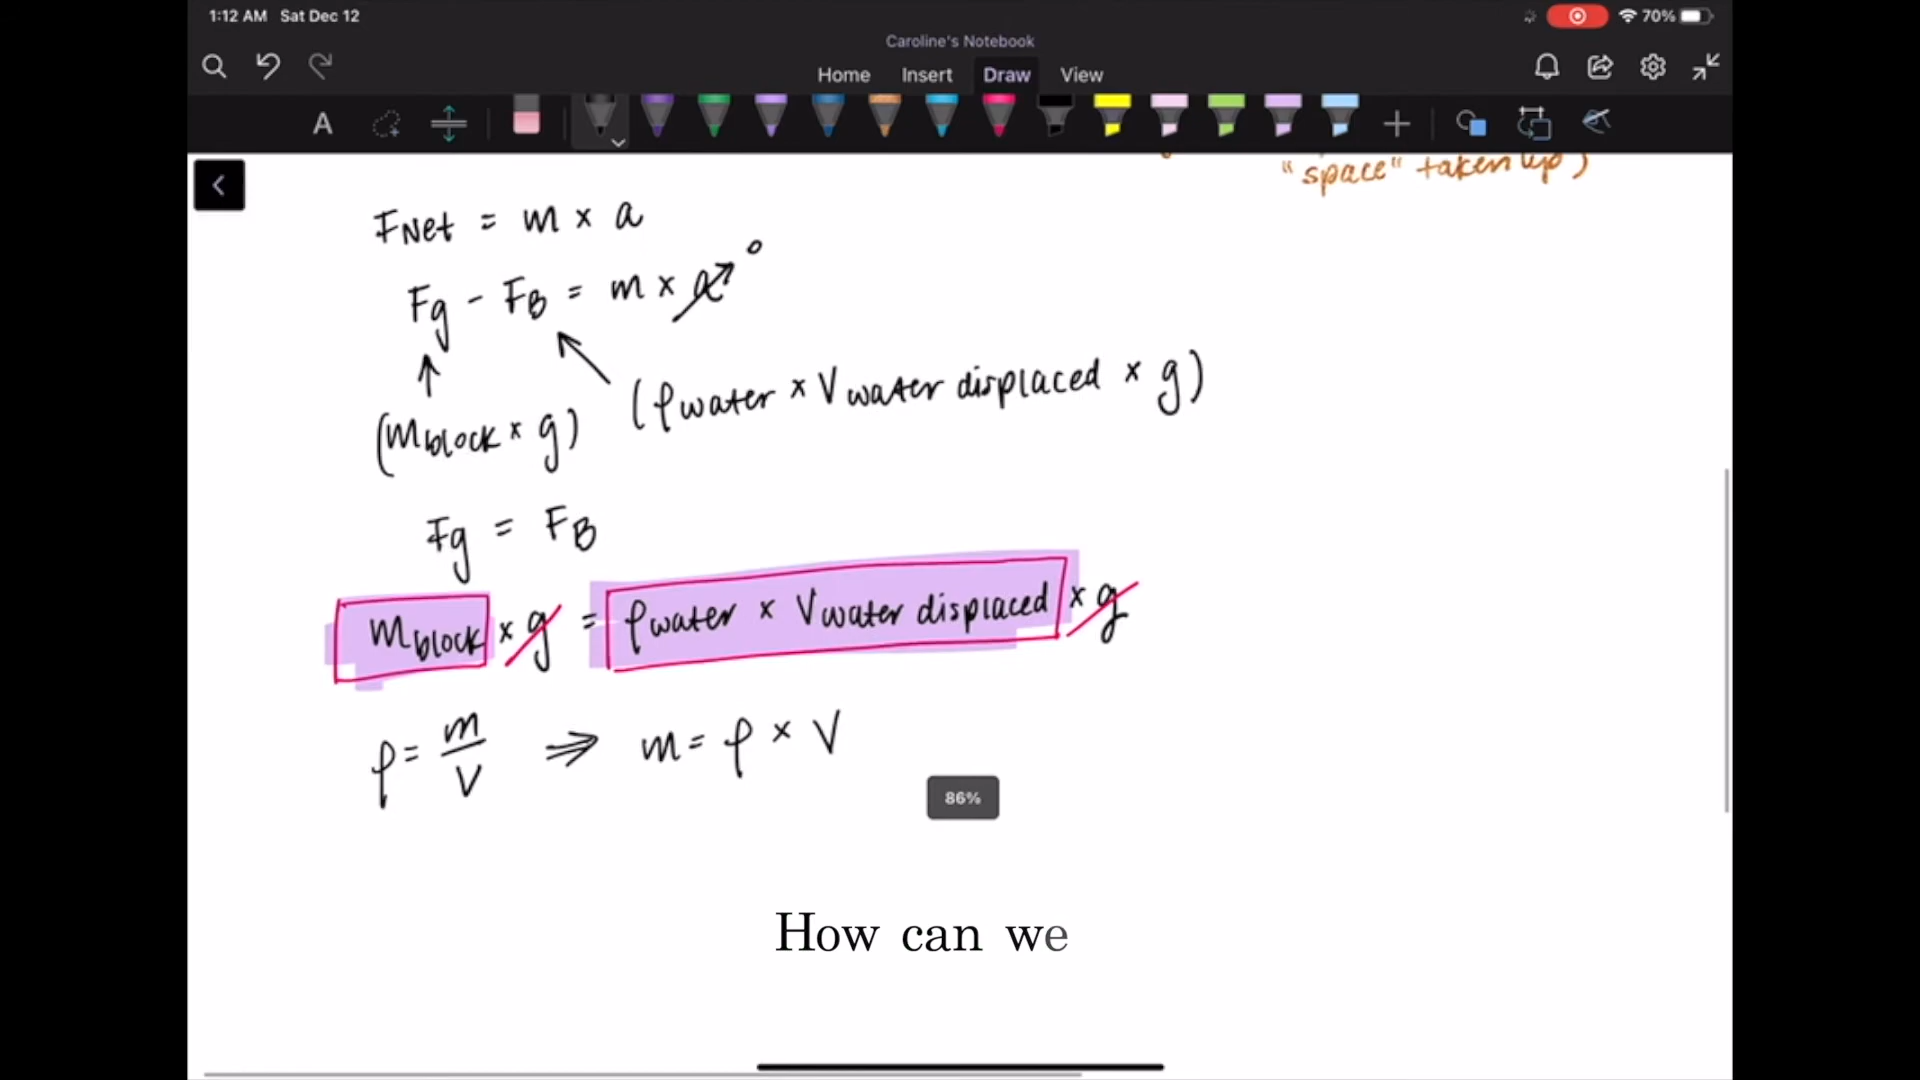 1:12 AM Sat Dec 12
70%
Caroline's Notebook
Home Insert Draw View
A
"space" taken up)
FNet = m × a
Fg - FB = m × a 0
(ρwater × Vwater displaced × g)
(mblock × g)
Fg = FB
mblock × g = ρwater × Vwater displaced × g
ρ = m/V ⇒ m = ρ × V
86%
How can we